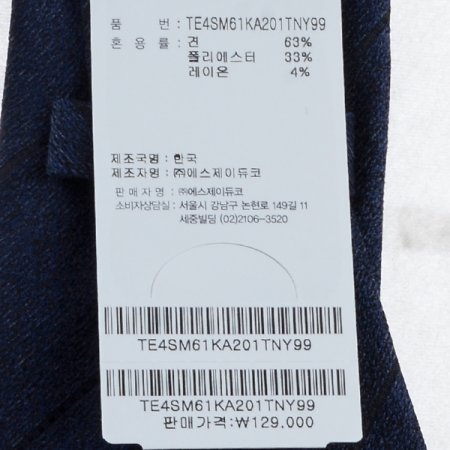 품 번 : TE4SM61KA201TNY99
혼 용 률 : 견 63%
폴리에스터 33%
레이온 4%
제조국명 : 한국
제조자명 : ㈜에스제이듀코
판 매 자 명 : ㈜에스제이듀코
소비자상담실 : 서울시 강남구 논현로 149길 11
세중빌딩 (02)2106-3520
TE4SM61KA201TNY99
TE4SM61KA201TNY99
판매가격:₩129,000